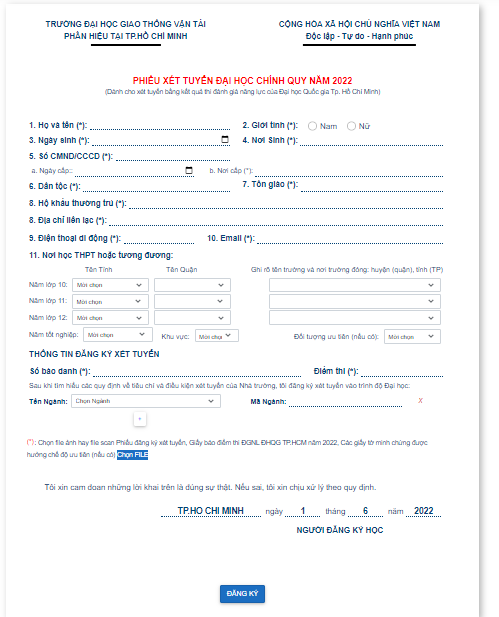 TRƯỜNG ĐẠI HỌC GIAO THÔNG VẬN TẢI
PHÂN HIỆU TẠI TP.HỒ CHÍ MINH
CỘNG HÒA XÃ HỘI CHỦ NGHĨA VIỆT NAM
Độc lập - Tự do - Hạnh phúc
PHIẾU XÉT TUYỂN ĐẠI HỌC CHÍNH QUY NĂM 2022
(Dành cho xét tuyển bằng kết quả thi đánh giá năng lực của Đại học Quốc gia Tp. Hồ Chí Minh)
1. Họ và tên (*):
2. Giới tính (*): Nam Nữ
3. Ngày sinh (*):
4. Nơi Sinh (*):
5. Số CMND/CCCD (*):
a. Ngày cấp.:
b. Nơi cấp (*):
6. Dân tộc (*):
7. Tôn giáo (*):
8. Hộ khẩu thường trú (*):
8. Địa chỉ liên lạc (*):
9. Điện thoại di động (*):
10. Email (*):
11. Nơi học THPT hoặc tương đương:
Tên Tỉnh Tên Quận Ghi rõ tên trường và nơi trường đóng: huyện (quận), tỉnh (TP)
Năm lớp 10: Mời chọn
Năm lớp 11: Mời chọn
Năm lớp 12: Mời chọn
Năm tốt nghiệp: Mời chọn Khu vực: Mời chọn Đối tượng ưu tiên (nếu có): Mời chọn
THÔNG TIN ĐĂNG KÝ XÉT TUYỂN
Số báo danh (*): Điểm thi (*):
Sau khi tìm hiểu các quy định về tiêu chí và điều kiện xét tuyển của Nhà trường, tôi đăng ký xét tuyển vào trình độ Đại học:
Tên Ngành: Chọn Ngành Mã Ngành: X
+
(*): Chọn file ảnh hay file scan Phiếu đăng ký xét tuyển, Giấy báo điểm thi ĐGNL ĐHQG TP.HCM năm 2022, Các giấy tờ minh chứng được
hưởng chế độ ưu tiên (nếu có) Chọn FILE
Tôi xin cam đoan những lời khai trên là đúng sự thật. Nếu sai, tôi xin chịu xử lý theo quy định.
TP.HO CHI MINH ngày 1 tháng 6 năm 2022
NGƯỜI ĐĂNG KÝ HỌC
ĐĂNG KÝ